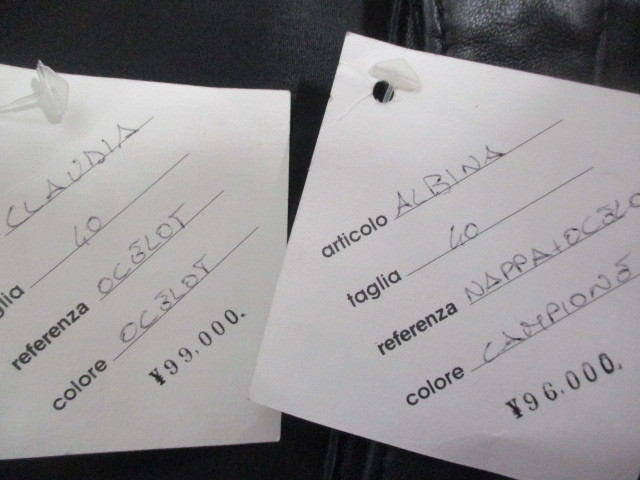 CLAUDIA
glia 40
referenza OCELOT
colore OCELOT
¥99,000.
articolo ALBINA
taglia 40
referenza NAPPA+OCELO
colore CAMPIONE
¥96.000.